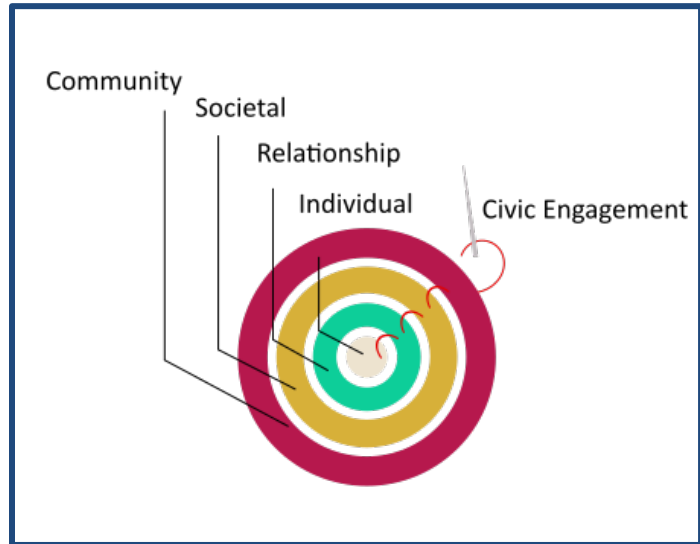 Community
Societal
Relationship
Individual
Civic Engagement